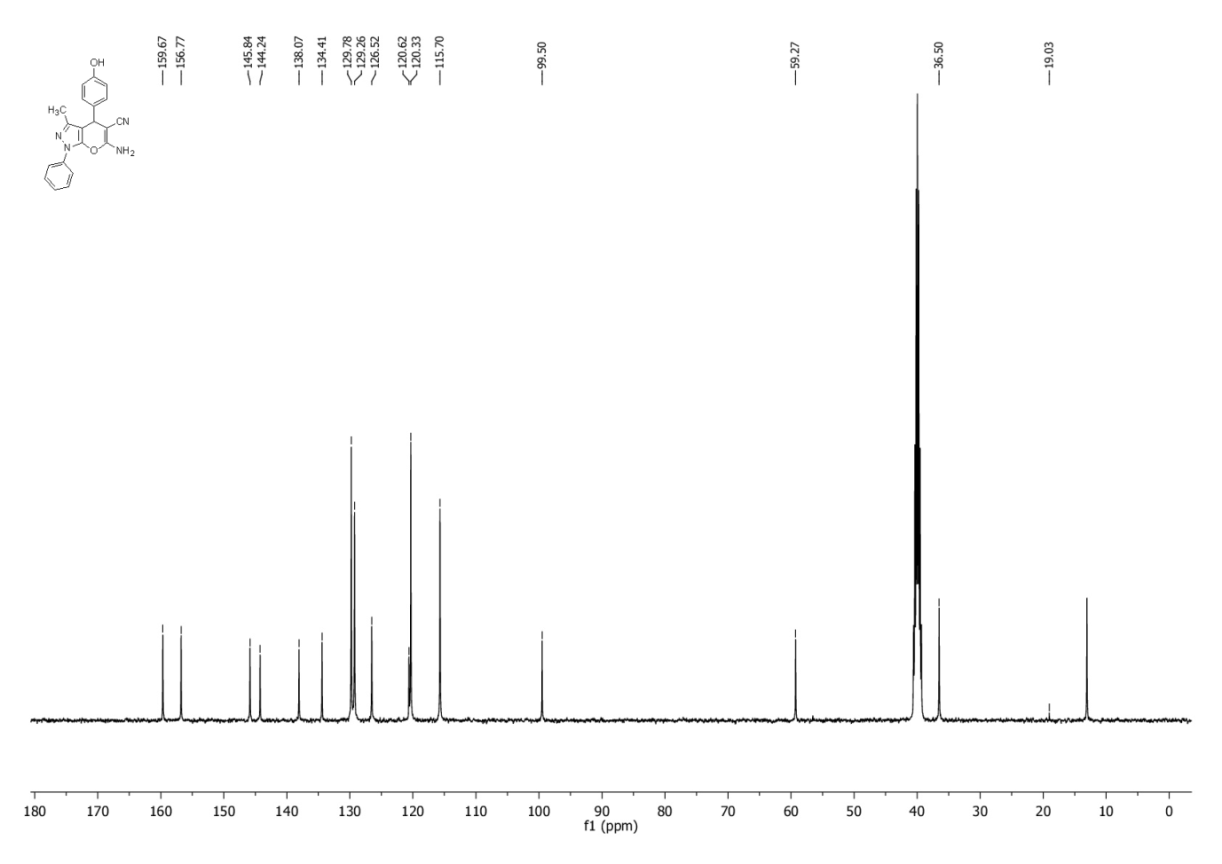 159.67
156.77
145.84
144.24
138.07
134.41
129.78
129.26
126.52
120.62
120.33
115.70
99.50
59.27
36.50
19.03
OH
H₃C
CN
N
N
O
NH₂
180 170 160 150 140 130 120 110 100 90 80 70 60 50 40 30 20 10 0
f1 (ppm)